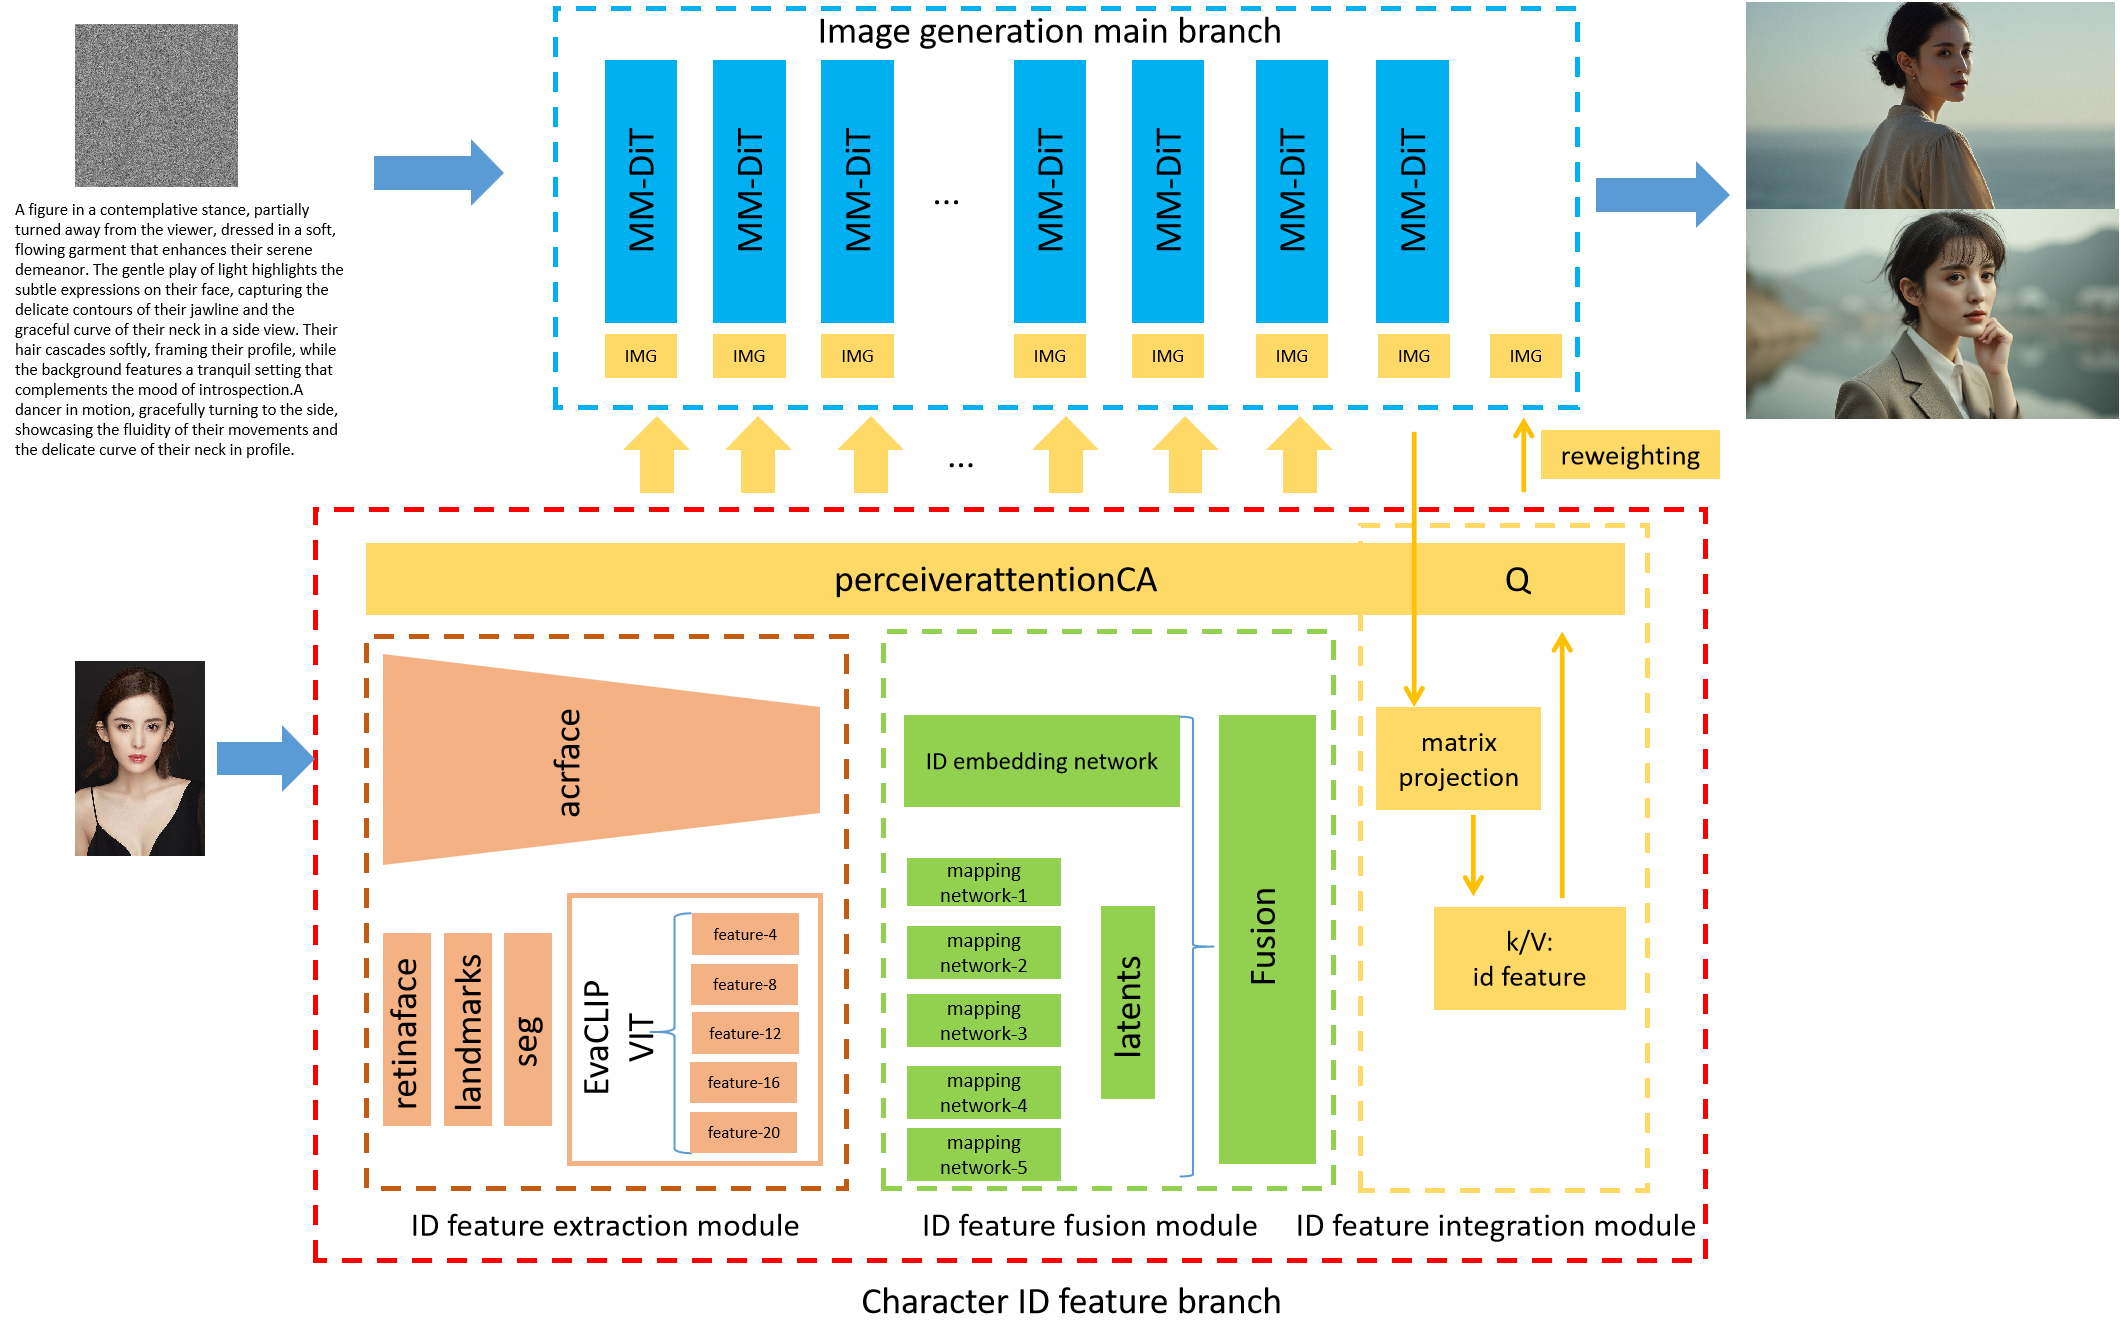 Image generation main branch
MM-DiT
MM-DiT
MM-DiT
...
MM-DiT
MM-DiT
MM-DiT
MM-DiT
IMG
IMG
IMG
IMG
IMG
IMG
IMG
IMG
A figure in a contemplative stance, partially
turned away from the viewer, dressed in a soft,
flowing garment that enhances their serene
demeanor. The gentle play of light highlights the
subtle expressions on their face, capturing the
delicate contours of their jawline and the
graceful curve of their neck in a side view. Their
hair cascades softly, framing their profile, while
the background features a tranquil setting that
complements the mood of introspection.A
dancer in motion, gracefully turning to the side,
showcasing the fluidity of their movements and
the delicate curve of their neck in profile.
...
reweighting
perceiverattentionCA
Q
acrface
retinaface
landmarks
seg
EvaCLIP
VIT
feature-4
feature-8
feature-12
feature-16
feature-20
ID feature extraction module
ID embedding network
mapping
network-1
mapping
network-2
mapping
network-3
mapping
network-4
mapping
network-5
latents
Fusion
ID feature fusion module
matrix
projection
k/V:
id feature
ID feature integration module
Character ID feature branch